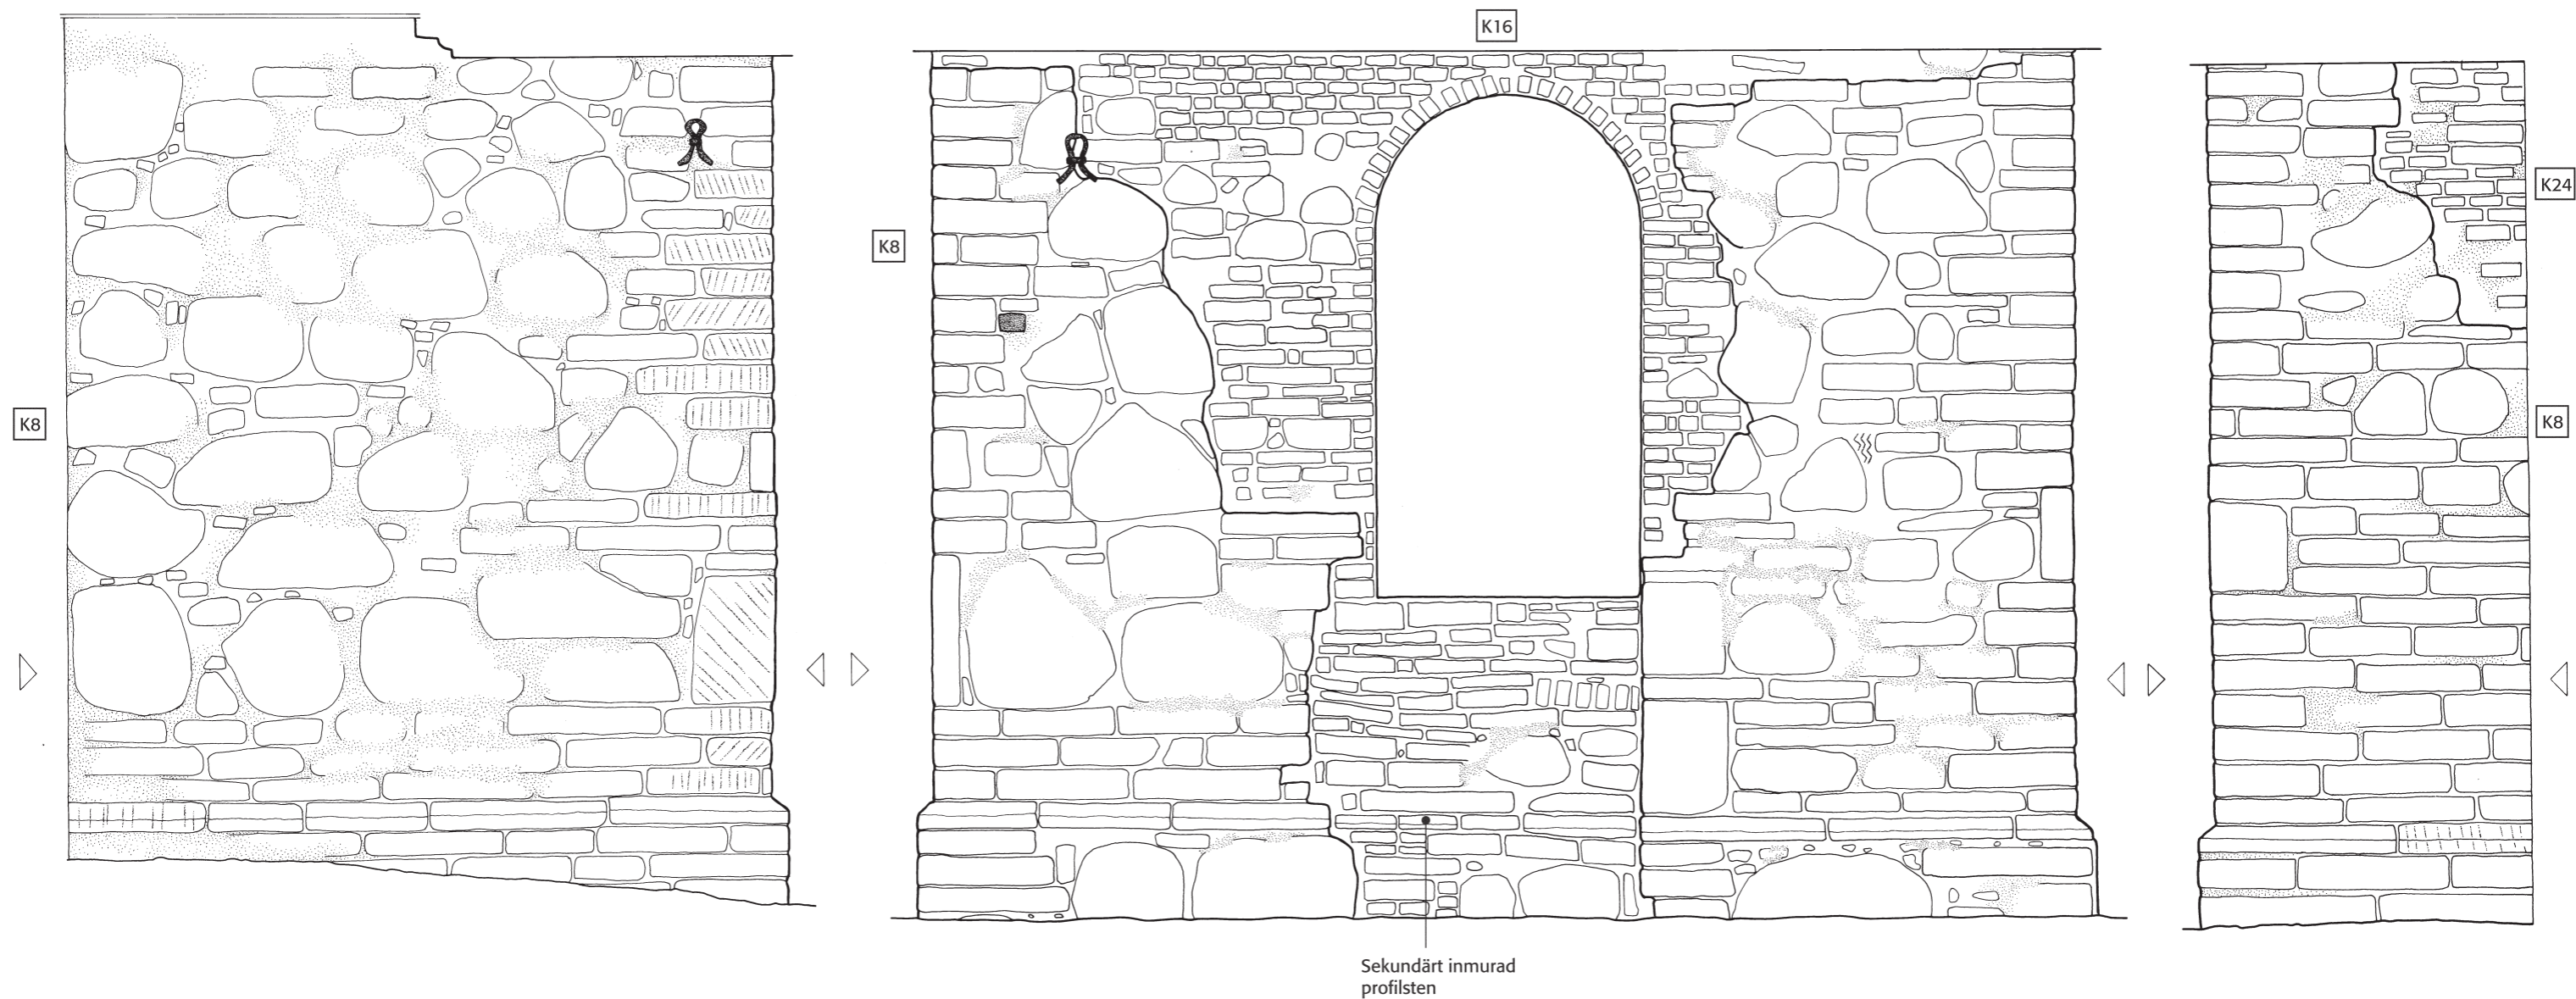 K16
K24
K8
K8
K8
Sekundärt inmurad
profilsten